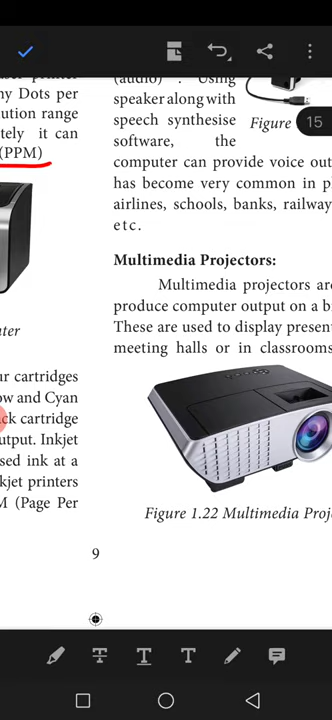 ny Dots per
lution range
tely it can
(PPM)
ter
ur cartridges
ow and Cyan
ck cartridge
utput. Inkjet
sed ink at a
kjet printers
M (Page Per
(audio) . Using
speaker along with
speech synthesise
software, the
Figure
15
computer can provide voice out
has become very common in p
airlines, schools, banks, railway
etc.
Multimedia Projectors:
Multimedia projectors are
produce computer output on a b
These are used to display present
meeting halls or in classrooms
Figure 1.22 Multimedia Proj
9